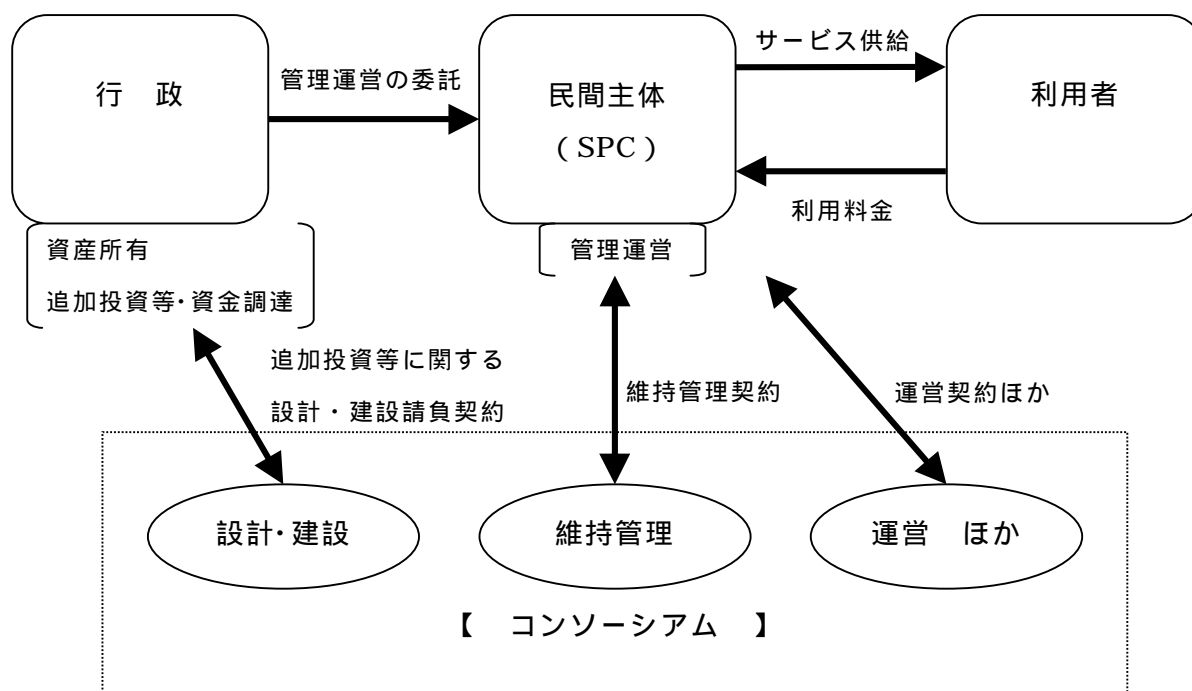 サービス供給
管理運営の委託
行　政
民間主体
（SPC）
利用者
利用料金
資産所有
追加投資等・資金調達
管理運営
追加投資等に関する
設計・建設請負契約
維持管理契約
運営契約ほか
設計・建設
維持管理
運営　ほか
【　コンソーシアム　】